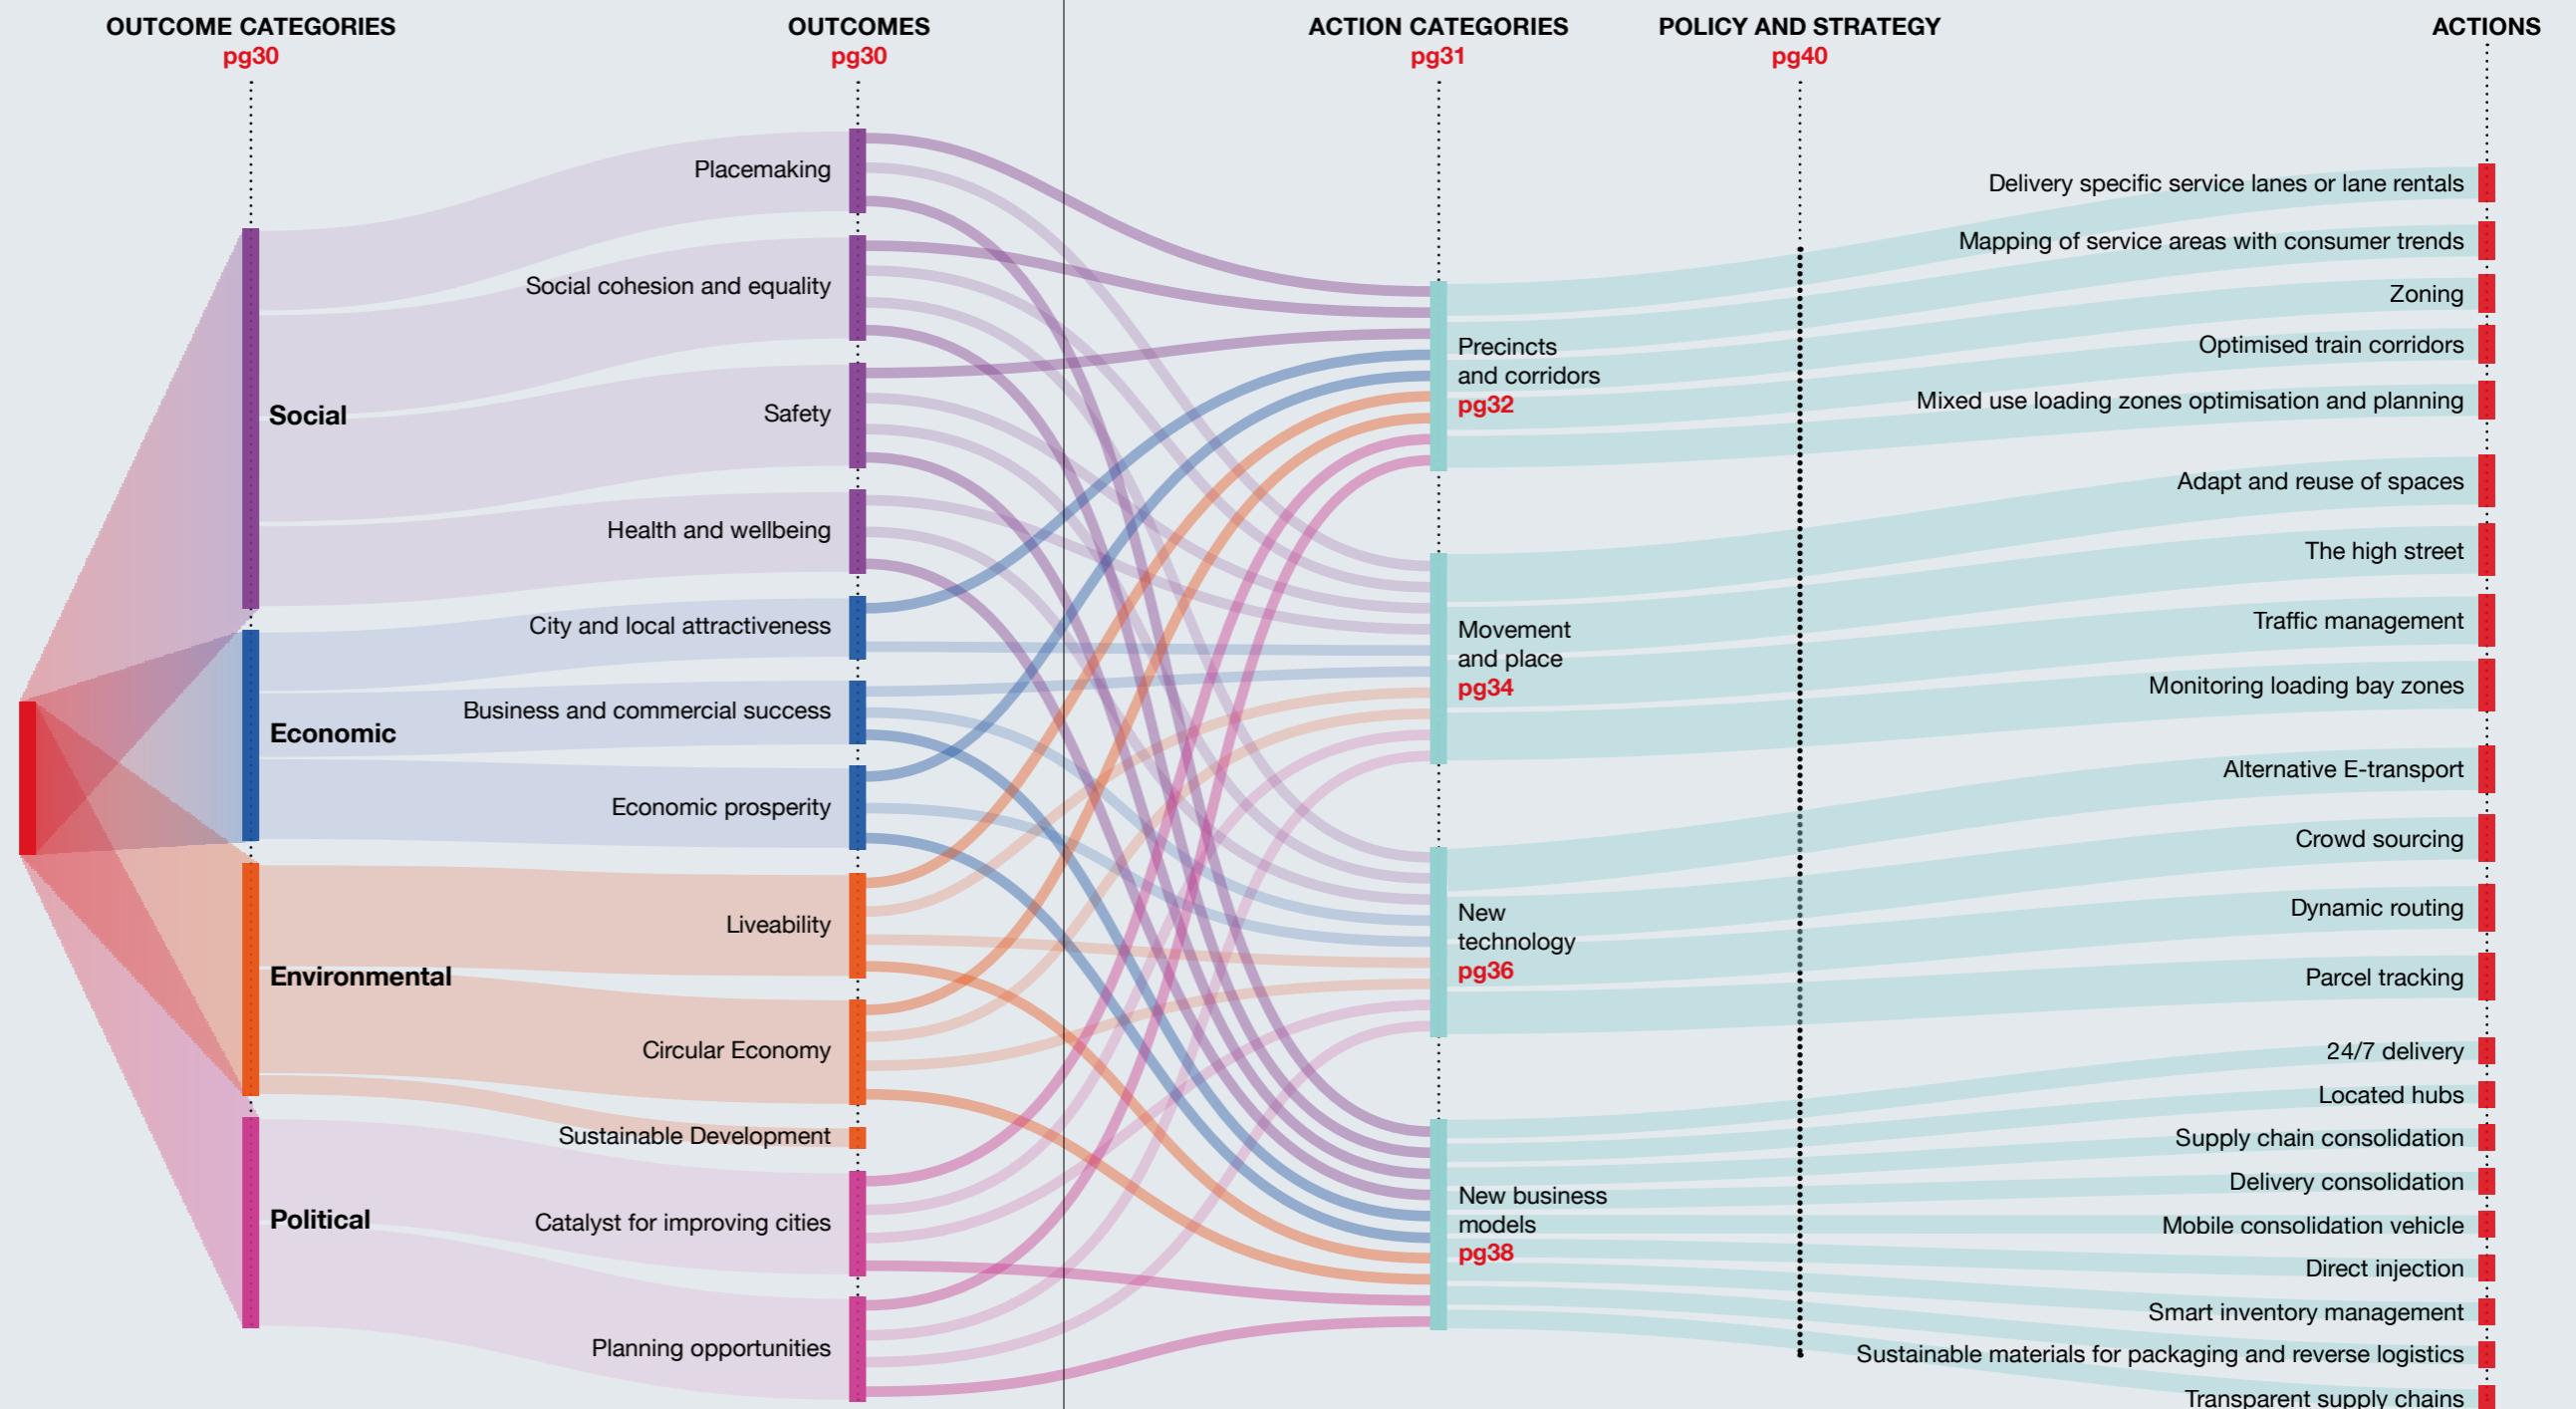 OUTCOME CATEGORIES
pg30
OUTCOMES
pg30
ACTION CATEGORIES
pg31
POLICY AND STRATEGY
pg40
ACTIONS
Social
Economic
Environmental
Political
Placemaking
Social cohesion and equality
Safety
Health and wellbeing
City and local attractiveness
Business and commercial success
Economic prosperity
Liveability
Circular Economy
Sustainable Development
Catalyst for improving cities
Planning opportunities
Precincts
and corridors
pg32
Movement
and place
pg34
New
technology
pg36
New business
models
pg38
Delivery specific service lanes or lane rentals
Mapping of service areas with consumer trends
Zoning
Optimised train corridors
Mixed use loading zones optimisation and planning
Adapt and reuse of spaces
The high street
Traffic management
Monitoring loading bay zones
Alternative E-transport
Crowd sourcing
Dynamic routing
Parcel tracking
24/7 delivery
Located hubs
Supply chain consolidation
Delivery consolidation
Mobile consolidation vehicle
Direct injection
Smart inventory management
Sustainable materials for packaging and reverse logistics
Transparent supply chains